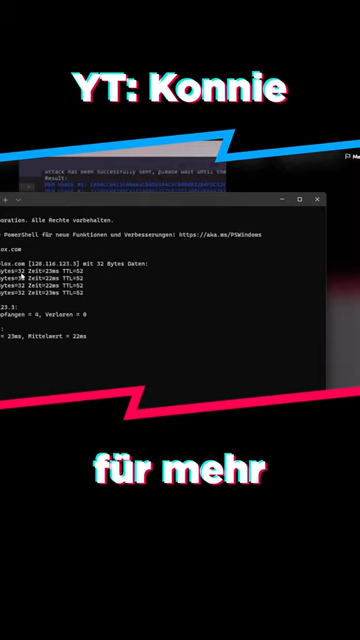 YT: Konnie
attack has been successfully sent, please wait until the
Result:
oration. Alle Rechte vorbehalten.
e PowerShell für neue Funktionen und Verbesserungen! https://aka.ms/PSWindows
lox.com
lox.com [128.116.123.3] mit 32 Bytes Daten:
ytes=32 Zeit=23ms TTL=52
ytes=32 Zeit=22ms TTL=52
ytes=32 Zeit=22ms TTL=52
ytes=32 Zeit=23ms TTL=52
23.3:
pfangen = 4, Verloren = 0
:
= 23ms, Mittelwert = 22ms
für mehr